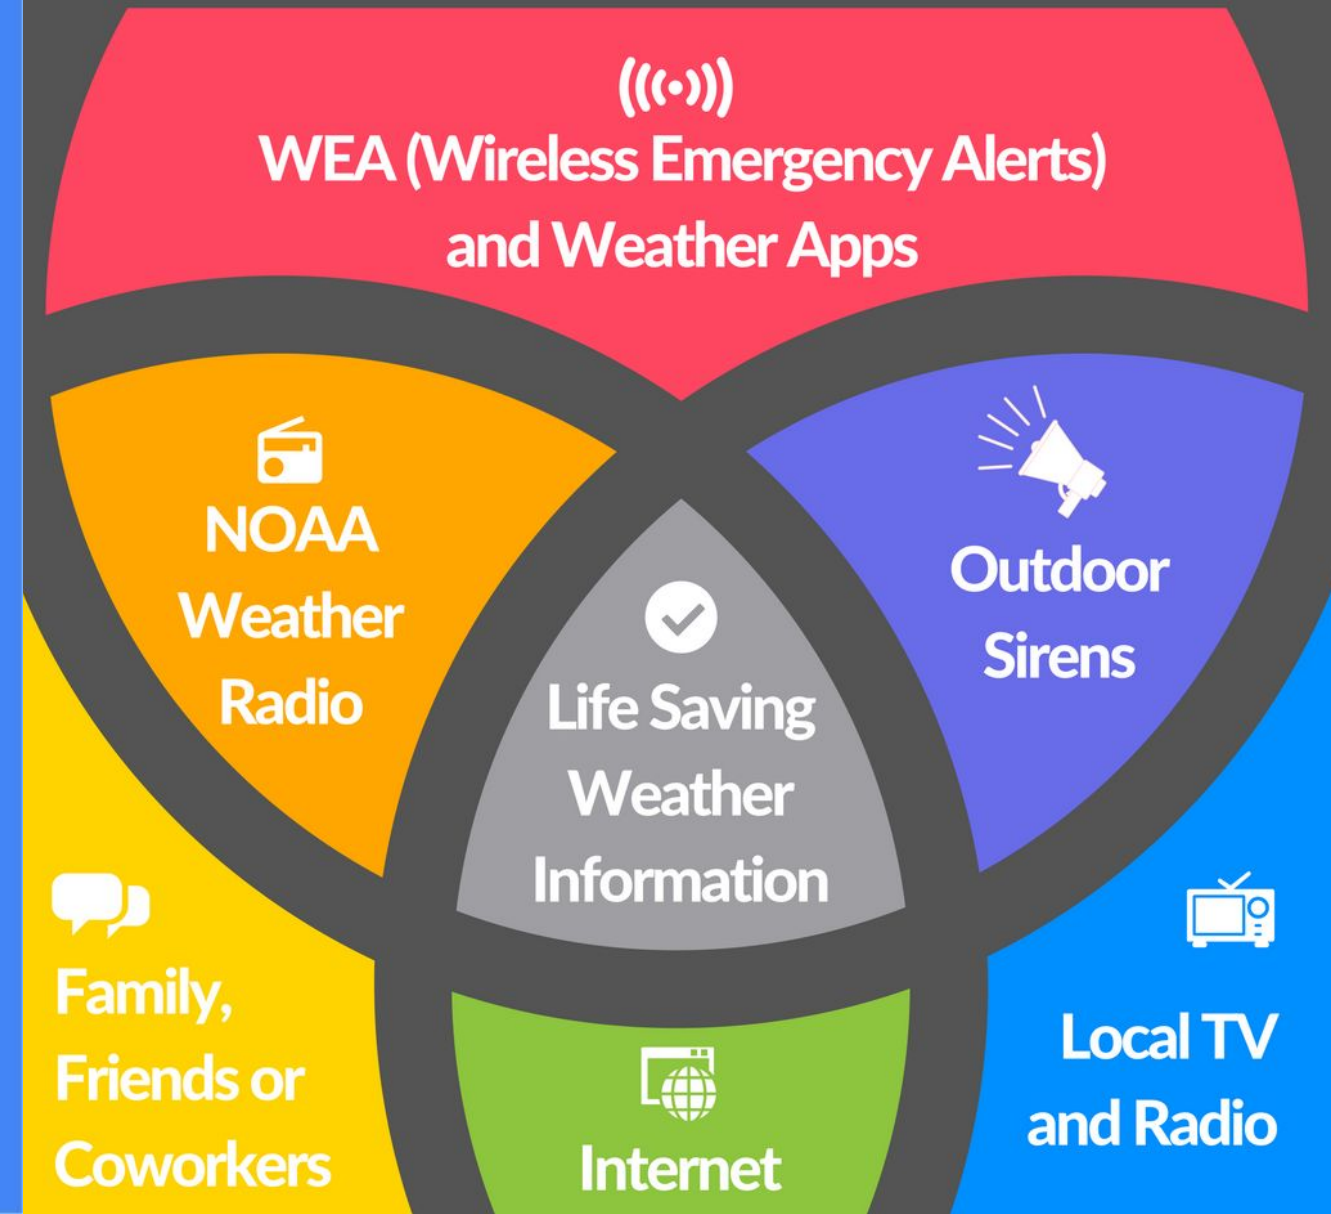 WEA (Wireless Emergency Alerts)
and Weather Apps
NOAA
Weather
Radio
Outdoor
Sirens
Life Saving
Weather
Information
Family,
Friends or
Coworkers
Internet
Local TV
and Radio